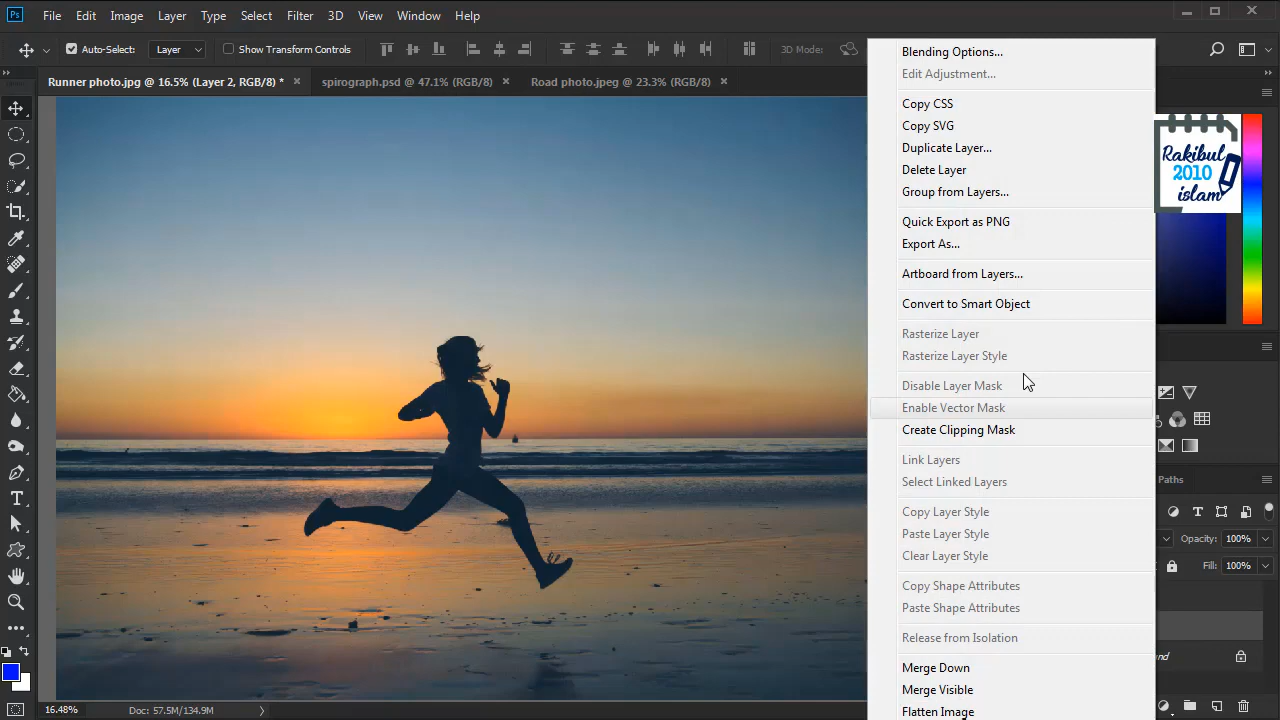 Ps File Edit Image Layer Type Select Filter 3D View Window Help
Auto-Select: Layer Show Transform Controls 3D Mode:
Runner photo.jpg @ 16.5% (Layer 2, RGB/8) * spirograph.psd @ 47.1% (RGB/8) Road photo.jpeg @ 23.3% (RGB/8)
Blending Options...
Edit Adjustment...
Copy CSS
Copy SVG
Duplicate Layer...
Delete Layer
Group from Layers...
Quick Export as PNG
Export As...
Artboard from Layers...
Convert to Smart Object
Rasterize Layer
Rasterize Layer Style
Disable Layer Mask
Enable Vector Mask
Create Clipping Mask
Link Layers
Select Linked Layers
Copy Layer Style
Paste Layer Style
Clear Layer Style
Copy Shape Attributes
Paste Shape Attributes
Release from Isolation
Merge Down
Merge Visible
Flatten Image
Rakibul
2010
islam
Paths
Opacity: 100%
Fill: 100%
nd
16.48% Doc: 57.5M/134.9M